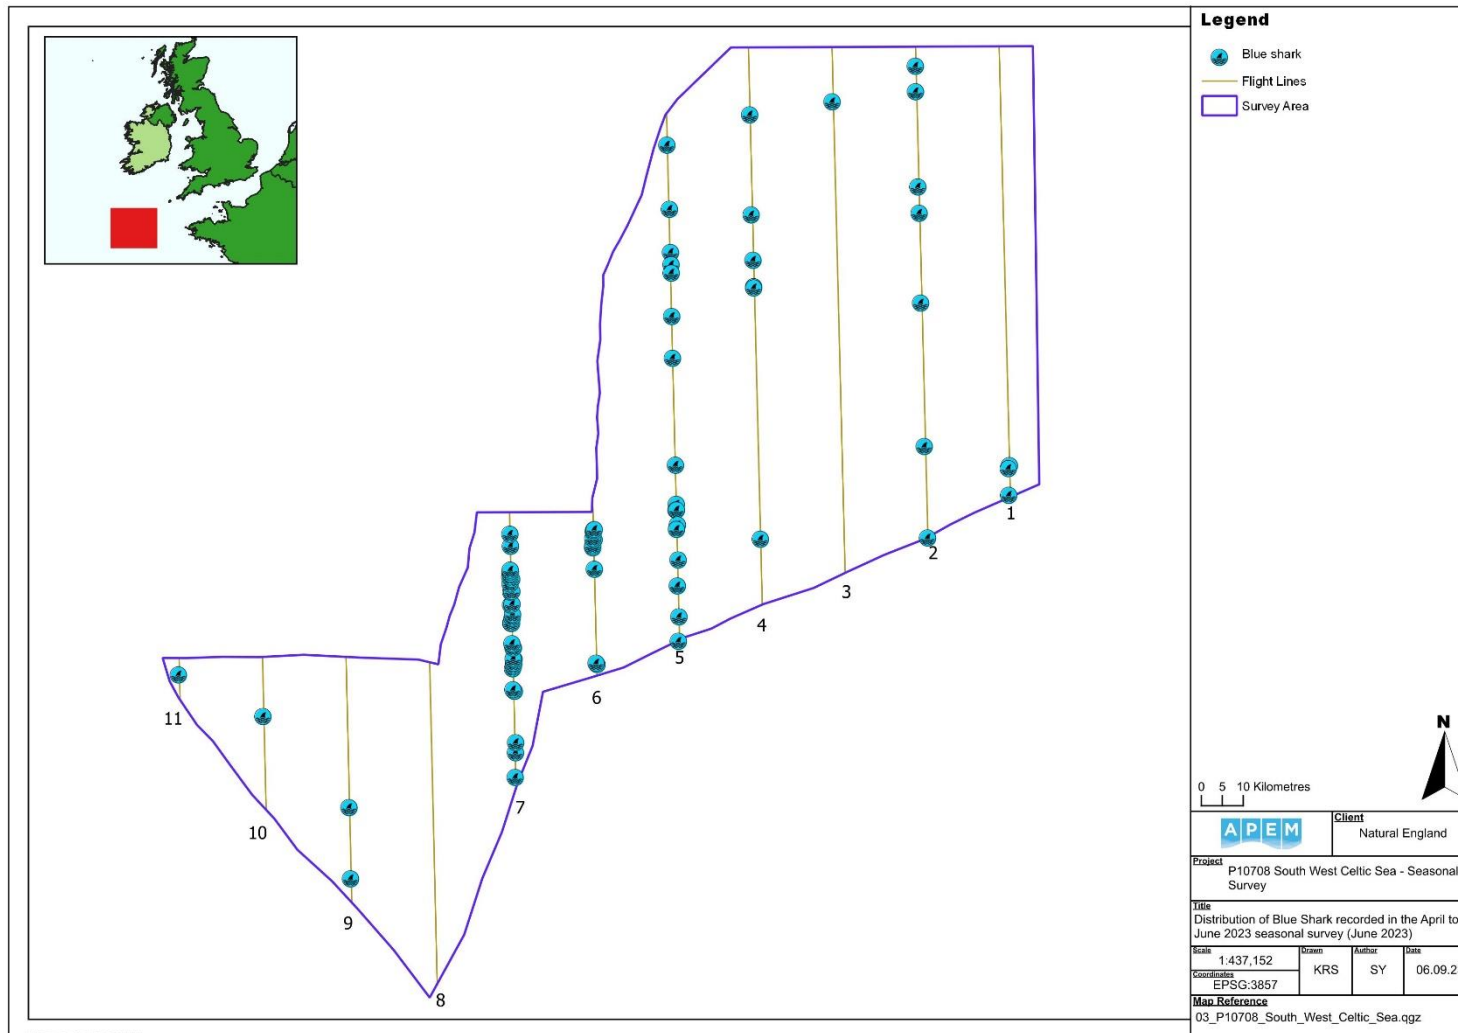 Legend
Blue shark
Flight Lines
Survey Area
1
2
3
4
5
6
7
8
9
10
11
N
0 5 10 Kilometres
APEM
Client
Natural England
Project
P10708 South West Celtic Sea - Seasonal
Survey
Title
Distribution of Blue Shark recorded in the April to
June 2023 seasonal survey (June 2023)
Scale
1:437,152
Drawn
KRS
Author
SY
Date
06.09.2
Coordinates
EPSG:3857
Map Reference
03_P10708_South_West_Celtic_Sea.qgz